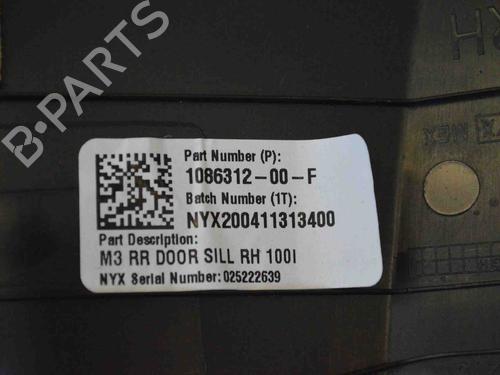 Part Number (P):
1086312-00-F
Batch Number (1T):
NYX200411313400
Part Description:
M3 RR DOOR SILL RH 100I
NYX Serial Number: 025222639
B-PARTS